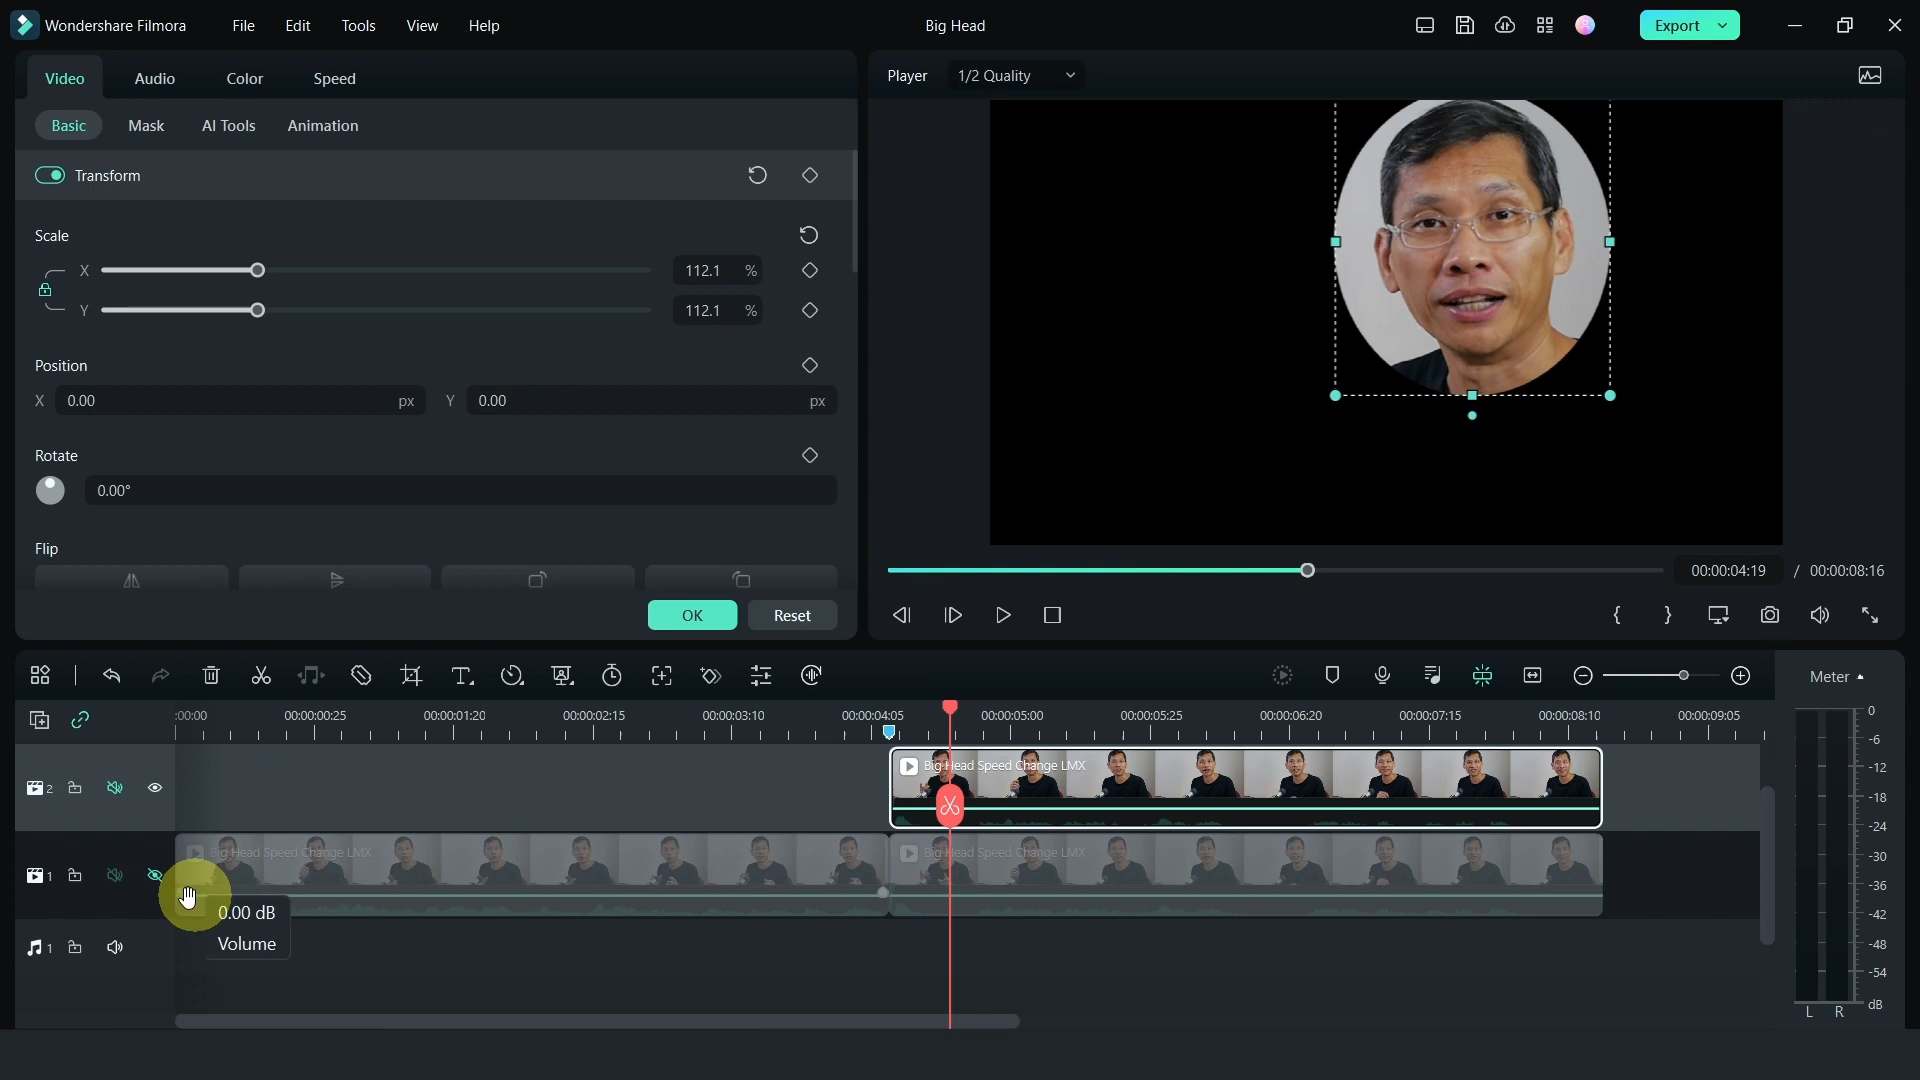 Wondershare Filmora File Edit Tools View Help Big Head Export
Video Audio Color Speed
Player 1/2 Quality
Basic Mask AI Tools Animation
Transform
Scale
X 112.1 %
Y 112.1 %
Position
X 0.00 px Y 0.00 px
Rotate
0.00°
Flip
OK Reset
00:00:04:19 / 00:00:08:16
{ }
Meter
:00:00 00:00:00:25 00:00:01:20 00:00:02:15 00:00:03:10 00:00:04:05 00:00:05:00 00:00:05:25 00:00:06:20 00:00:07:15 00:00:08:10 00:00:09:05
2 Big Head Speed Change LMX
1 Big Head Speed Change LMX Big Head Speed Change LMX
0.00 dB
Volume
1
0
-6
-12
-18
-24
-30
-36
-42
-48
-54
dB
L R